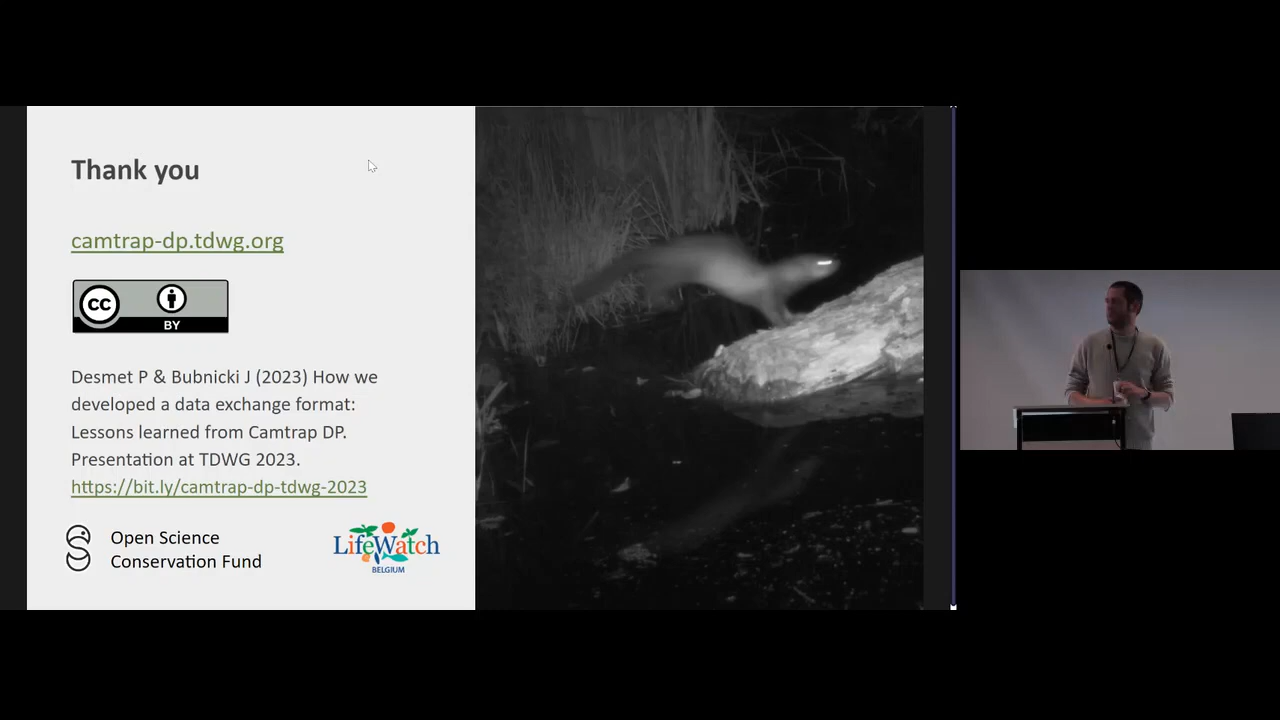 Thank you
camtrap-dp.tdwg.org
CC
BY
Desmet P & Bubnicki J (2023) How we
developed a data exchange format:
Lessons learned from Camtrap DP.
Presentation at TDWG 2023.
https://bit.ly/camtrap-dp-tdwg-2023
Open Science
Conservation Fund
LifeWatch
BELGIUM